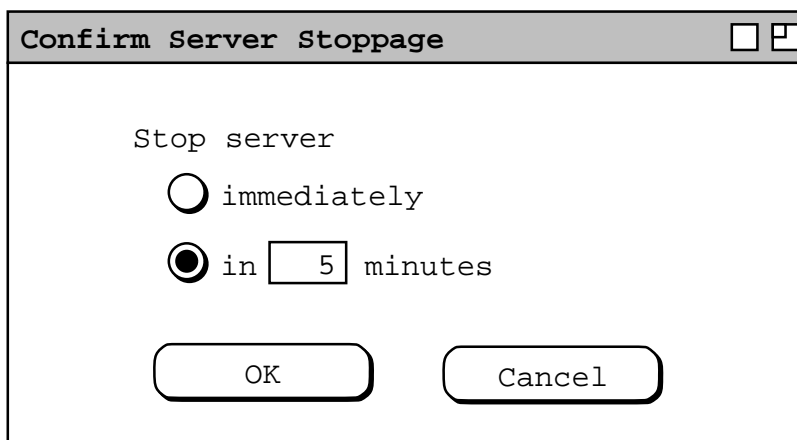 Confirm Server Stoppage
Stop server
immediately
in 5 minutes
OK Cancel